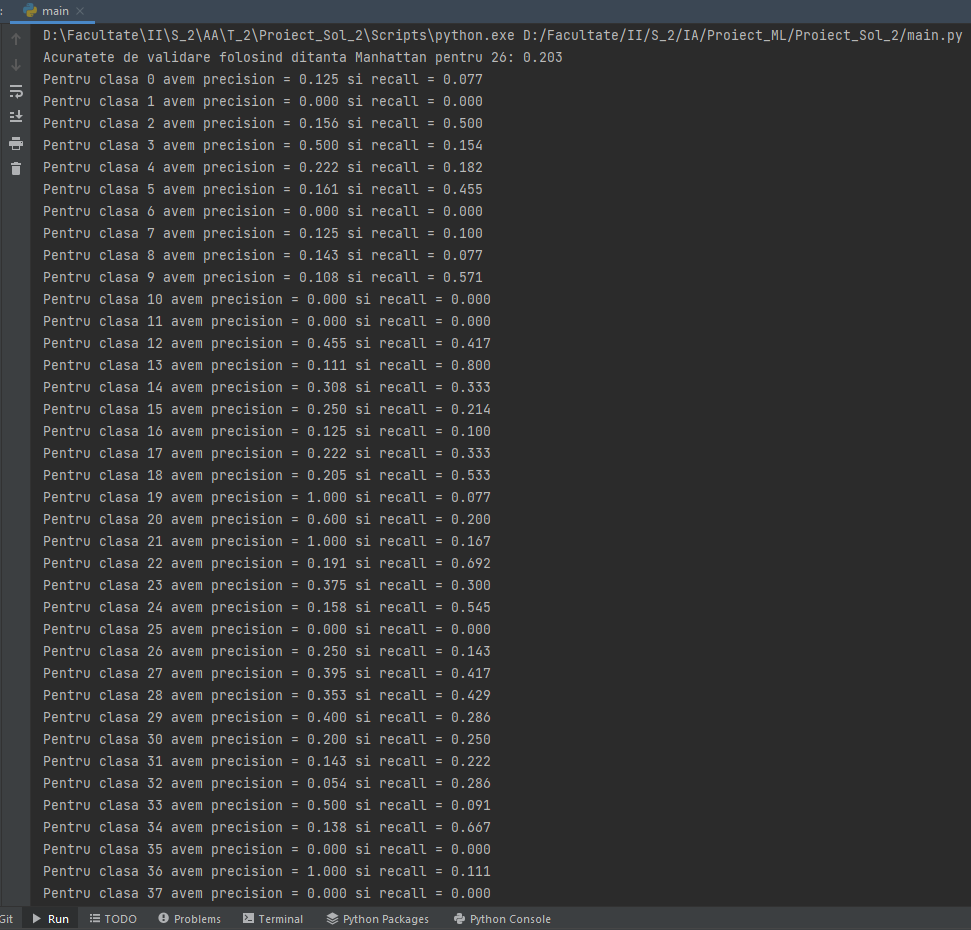 main
D:\Facultate\II\S_2\AA\T_2\Proiect_Sol_2\Scripts\python.exe D:/Facultate/II/S_2/IA/Proiect_ML/Proiect_Sol_2/main.py
Acuratete de validare folosind ditanta Manhattan pentru 26: 0.203
Pentru clasa 0 avem precision = 0.125 si recall = 0.077
Pentru clasa 1 avem precision = 0.000 si recall = 0.000
Pentru clasa 2 avem precision = 0.156 si recall = 0.500
Pentru clasa 3 avem precision = 0.500 si recall = 0.154
Pentru clasa 4 avem precision = 0.222 si recall = 0.182
Pentru clasa 5 avem precision = 0.161 si recall = 0.455
Pentru clasa 6 avem precision = 0.000 si recall = 0.000
Pentru clasa 7 avem precision = 0.125 si recall = 0.100
Pentru clasa 8 avem precision = 0.143 si recall = 0.077
Pentru clasa 9 avem precision = 0.108 si recall = 0.571
Pentru clasa 10 avem precision = 0.000 si recall = 0.000
Pentru clasa 11 avem precision = 0.000 si recall = 0.000
Pentru clasa 12 avem precision = 0.455 si recall = 0.417
Pentru clasa 13 avem precision = 0.111 si recall = 0.800
Pentru clasa 14 avem precision = 0.308 si recall = 0.333
Pentru clasa 15 avem precision = 0.250 si recall = 0.214
Pentru clasa 16 avem precision = 0.125 si recall = 0.100
Pentru clasa 17 avem precision = 0.222 si recall = 0.333
Pentru clasa 18 avem precision = 0.205 si recall = 0.533
Pentru clasa 19 avem precision = 1.000 si recall = 0.077
Pentru clasa 20 avem precision = 0.600 si recall = 0.200
Pentru clasa 21 avem precision = 1.000 si recall = 0.167
Pentru clasa 22 avem precision = 0.191 si recall = 0.692
Pentru clasa 23 avem precision = 0.375 si recall = 0.300
Pentru clasa 24 avem precision = 0.158 si recall = 0.545
Pentru clasa 25 avem precision = 0.000 si recall = 0.000
Pentru clasa 26 avem precision = 0.250 si recall = 0.143
Pentru clasa 27 avem precision = 0.395 si recall = 0.417
Pentru clasa 28 avem precision = 0.353 si recall = 0.429
Pentru clasa 29 avem precision = 0.400 si recall = 0.286
Pentru clasa 30 avem precision = 0.200 si recall = 0.250
Pentru clasa 31 avem precision = 0.143 si recall = 0.222
Pentru clasa 32 avem precision = 0.054 si recall = 0.286
Pentru clasa 33 avem precision = 0.500 si recall = 0.091
Pentru clasa 34 avem precision = 0.138 si recall = 0.667
Pentru clasa 35 avem precision = 0.000 si recall = 0.000
Pentru clasa 36 avem precision = 1.000 si recall = 0.111
Pentru clasa 37 avem precision = 0.000 si recall = 0.000
Git Run TODO Problems Terminal Python Packages Python Console